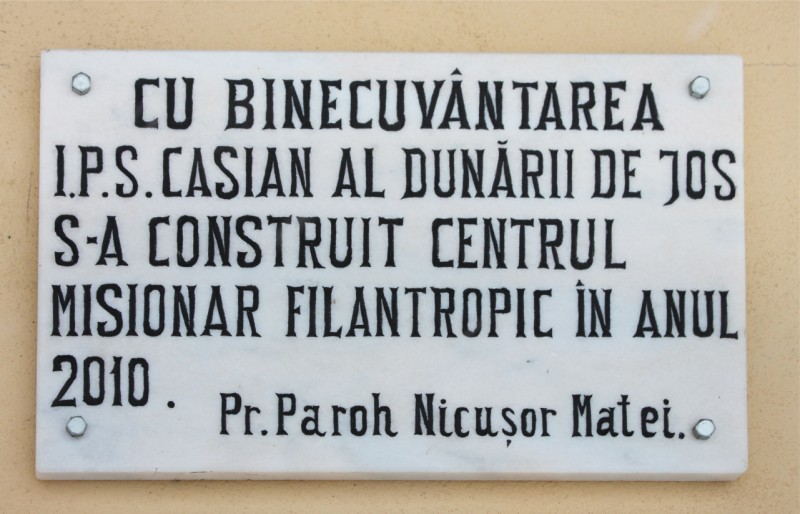 CU BINECUVÂNTAREA
I.P.S. CASIAN AL DUNĂRII DE JOS
S-A CONSTRUIT CENTRUL
MISIONAR FILANTROPIC ÎN ANUL
2010.
Pr. Paroh Nicușor Matei.